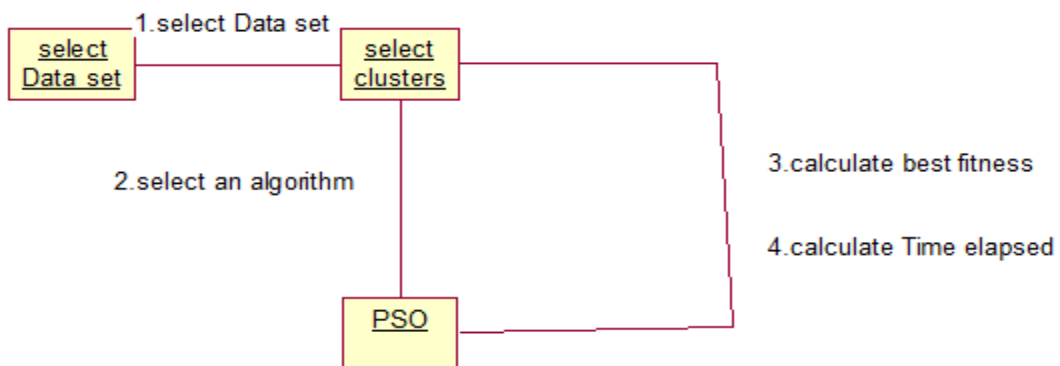 1.select Data set
select
Data set
select
clusters
2.select an algorithm
3.calculate best fitness
4.calculate Time elapsed
PSO